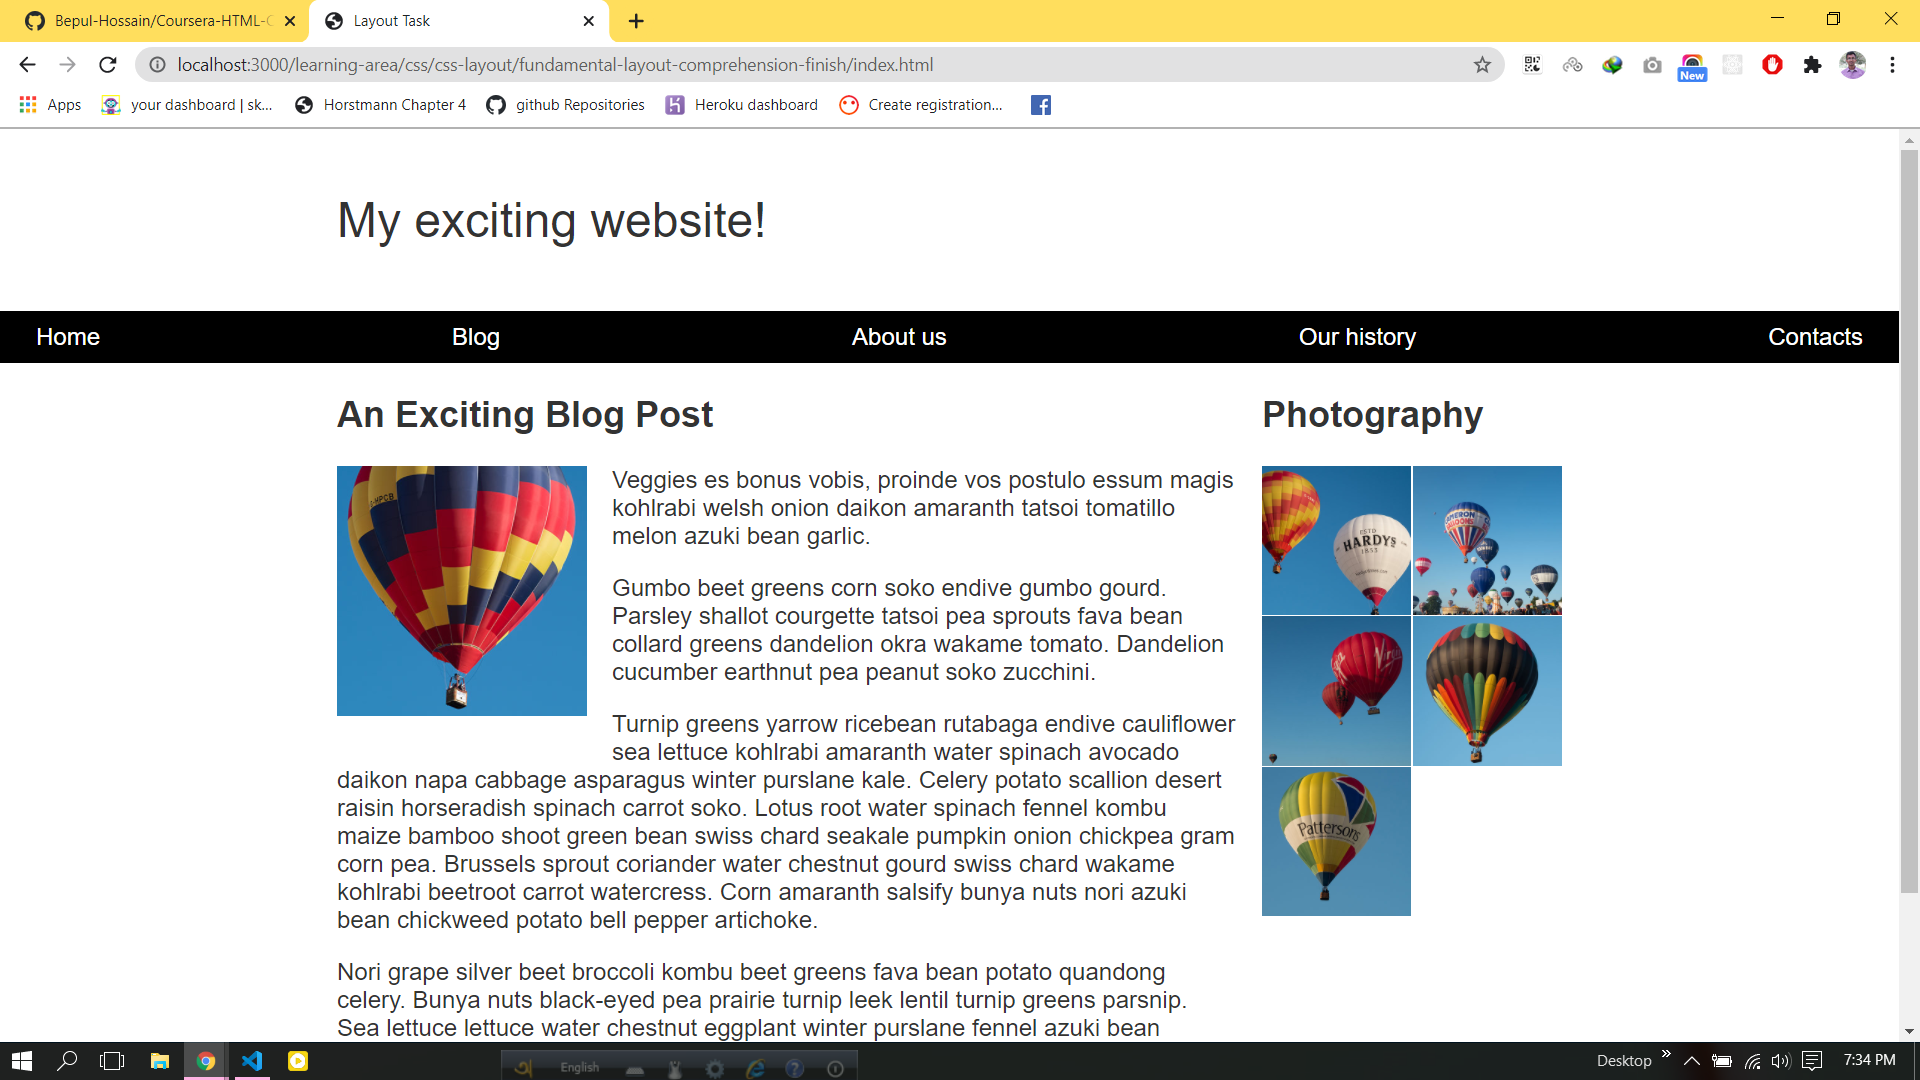 Bepul-Hossain/Coursera-HTML-C
Layout Task
localhost:3000/learning-area/css/css-layout/fundamental-layout-comprehension-finish/index.html
New
Apps
your dashboard | sk...
Horstmann Chapter 4
github Repositories
Heroku dashboard
Create registration...
My exciting website!
Home
Blog
About us
Our history
Contacts
An Exciting Blog Post
Photography
Veggies es bonus vobis, proinde vos postulo essum magis
kohlrabi welsh onion daikon amaranth tatsoi tomatillo
melon azuki bean garlic.
Gumbo beet greens corn soko endive gumbo gourd.
Parsley shallot courgette tatsoi pea sprouts fava bean
collard greens dandelion okra wakame tomato. Dandelion
cucumber earthnut pea peanut soko zucchini.
Turnip greens yarrow ricebean rutabaga endive cauliflower
sea lettuce kohlrabi amaranth water spinach avocado
daikon napa cabbage asparagus winter purslane kale. Celery potato scallion desert
raisin horseradish spinach carrot soko. Lotus root water spinach fennel kombu
maize bamboo shoot green bean swiss chard seakale pumpkin onion chickpea gram
corn pea. Brussels sprout coriander water chestnut gourd swiss chard wakame
kohlrabi beetroot carrot watercress. Corn amaranth salsify bunya nuts nori azuki
bean chickweed potato bell pepper artichoke.
Nori grape silver beet broccoli kombu beet greens fava bean potato quandong
celery. Bunya nuts black-eyed pea prairie turnip leek lentil turnip greens parsnip.
Sea lettuce lettuce water chestnut eggplant winter purslane fennel azuki bean
ESTD
HARDYS
1853
CAMERON
BALLOONS
Virgin
Pattersons
English
Desktop
7:34 PM